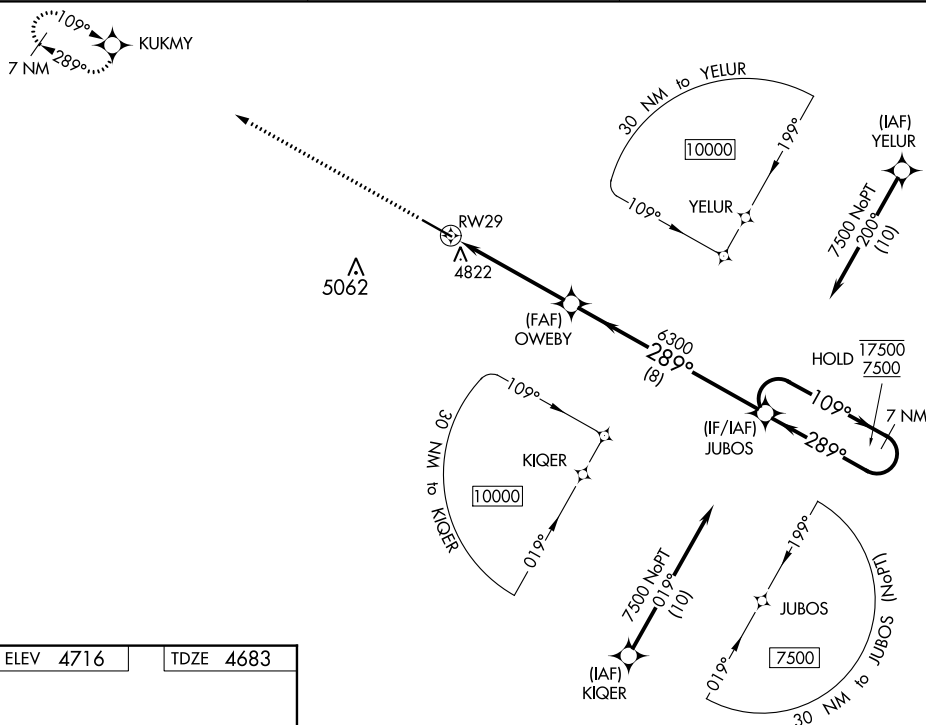 109°
KUKMY
289°
7 NM
30 NM to YELUR
10000
199°
YELUR
109°
(IAF)
YELUR
7500 NoPT
200°
(10)
RW29
4822
5062
(FAF)
OWEBY
6300
289°
(8)
HOLD
17500
7500
109°
7 NM
289°
(IF/IAF)
JUBOS
109°
30 NM to KIQER
KIQER
10000
019°
7500 NoPT
019°
(10)
(IAF)
KIQER
199°
JUBOS
7500
019°
30 NM to JUBOS (NoPT)
ELEV 4716
TDZE 4683